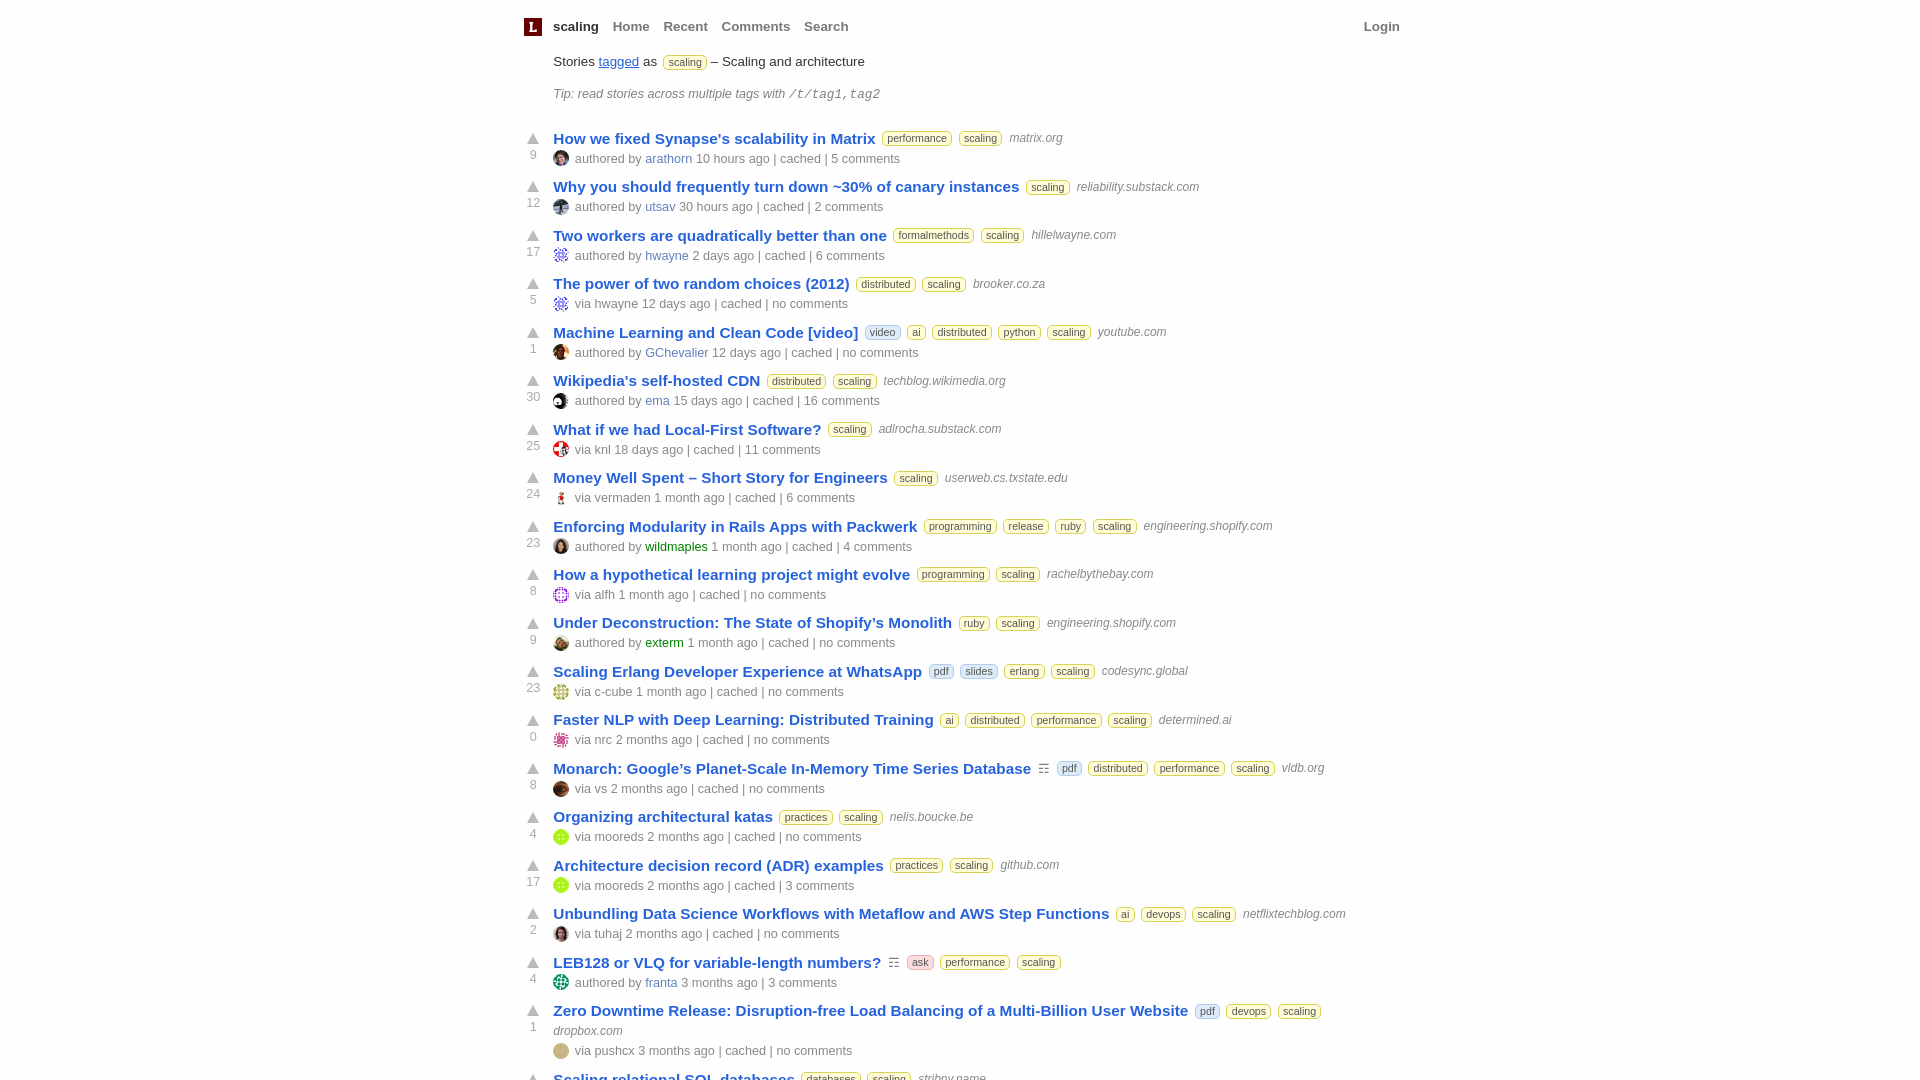 L scaling Home Recent Comments Search Login
Stories tagged as scaling – Scaling and architecture
Tip: read stories across multiple tags with /t/tag1,tag2
How we fixed Synapse's scalability in Matrix performance scaling matrix.org
9 authored by arathorn 10 hours ago | cached | 5 comments
Why you should frequently turn down ~30% of canary instances scaling reliability.substack.com
12 authored by utsav 30 hours ago | cached | 2 comments
Two workers are quadratically better than one formalmethods scaling hillelwayne.com
17 authored by hwayne 2 days ago | cached | 6 comments
The power of two random choices (2012) distributed scaling brooker.co.za
5 via hwayne 12 days ago | cached | no comments
Machine Learning and Clean Code [video] video ai distributed python scaling youtube.com
1 authored by GChevalier 12 days ago | cached | no comments
Wikipedia's self-hosted CDN distributed scaling techblog.wikimedia.org
30 authored by ema 15 days ago | cached | 16 comments
What if we had Local-First Software? scaling adlrocha.substack.com
25 via knl 18 days ago | cached | 11 comments
Money Well Spent – Short Story for Engineers scaling userweb.cs.txstate.edu
24 via vermaden 1 month ago | cached | 6 comments
Enforcing Modularity in Rails Apps with Packwerk programming release ruby scaling engineering.shopify.com
23 authored by wildmaples 1 month ago | cached | 4 comments
How a hypothetical learning project might evolve programming scaling rachelbythebay.com
8 via alfh 1 month ago | cached | no comments
Under Deconstruction: The State of Shopify’s Monolith ruby scaling engineering.shopify.com
9 authored by exterm 1 month ago | cached | no comments
Scaling Erlang Developer Experience at WhatsApp pdf slides erlang scaling codesync.global
23 via c-cube 1 month ago | cached | no comments
Faster NLP with Deep Learning: Distributed Training ai distributed performance scaling determined.ai
0 via nrc 2 months ago | cached | no comments
Monarch: Google’s Planet-Scale In-Memory Time Series Database ☶ pdf distributed performance scaling vldb.org
8 via vs 2 months ago | cached | no comments
Organizing architectural katas practices scaling nelis.boucke.be
4 via mooreds 2 months ago | cached | no comments
Architecture decision record (ADR) examples practices scaling github.com
17 via mooreds 2 months ago | cached | 3 comments
Unbundling Data Science Workflows with Metaflow and AWS Step Functions ai devops scaling netflixtechblog.com
2 via tuhaj 2 months ago | cached | no comments
LEB128 or VLQ for variable-length numbers? ☶ ask performance scaling
4 authored by franta 3 months ago | 3 comments
Zero Downtime Release: Disruption-free Load Balancing of a Multi-Billion User Website pdf devops scaling
1 dropbox.com
via pushcx 3 months ago | cached | no comments
Scaling relational SQL databases databases scaling stribny.name